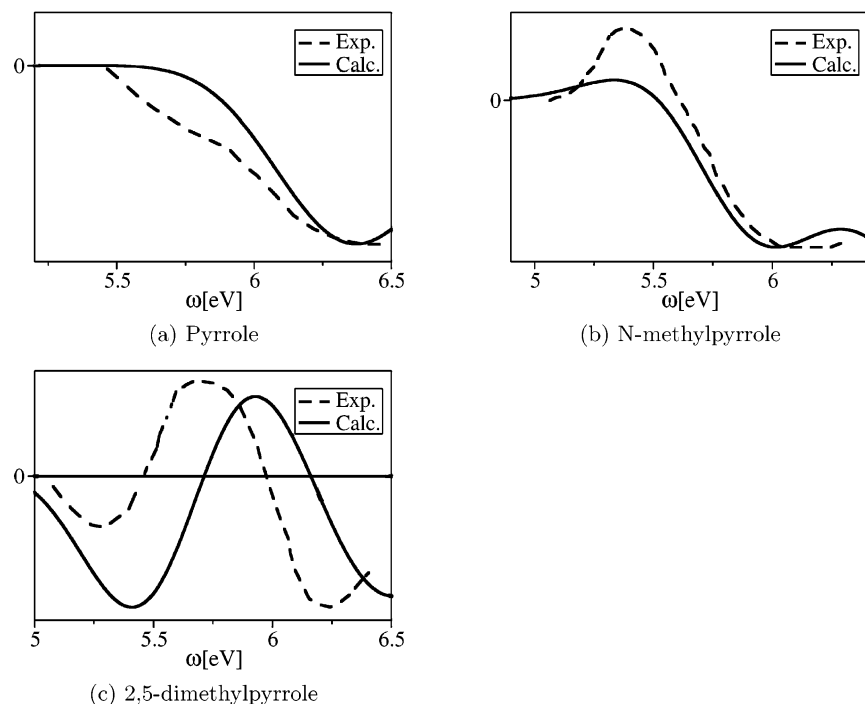 Exp.
Calc.
0
5.5
6
6.5
ω[eV]
(a) Pyrrole
Exp.
Calc.
0
5
5.5
6
ω[eV]
(b) N-methylpyrrole
Exp.
Calc.
0
5
5.5
6
6.5
ω[eV]
(c) 2,5-dimethylpyrrole